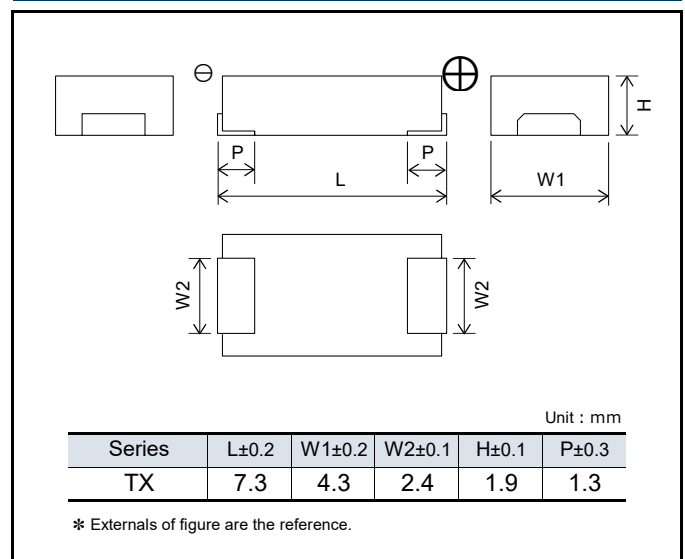 ⊖ ⊕
H
P P
L W1
W2 W2
Unit : mm
Series L±0.2 W1±0.2 W2±0.1 H±0.1 P±0.3
TX 7.3 4.3 2.4 1.9 1.3
✻ Externals of figure are the reference.